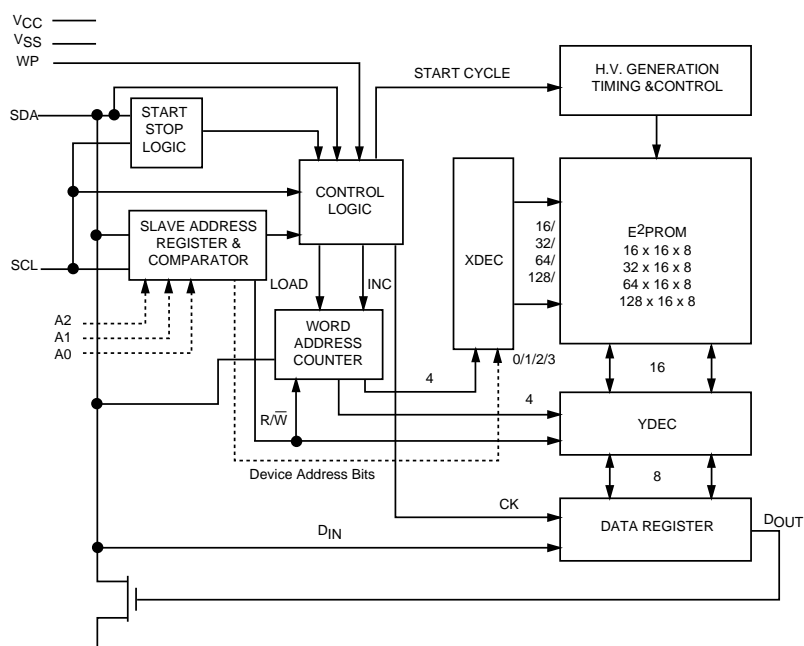 VCC
VSS
WP
START CYCLE
H.V. GENERATION
TIMING &CONTROL
SDA
START
STOP
LOGIC
CONTROL
LOGIC
SLAVE ADDRESS
REGISTER &
COMPARATOR
XDEC
16/
32/
64/
128/
E2PROM
16 x 16 x 8
32 x 16 x 8
64 x 16 x 8
128 x 16 x 8
SCL
LOAD
INC
A2
A1
A0
WORD
ADDRESS
COUNTER
0/1/2/3
16
4
4
R/W̅
YDEC
Device Address Bits
8
CK
DATA REGISTER
DOUT
DIN